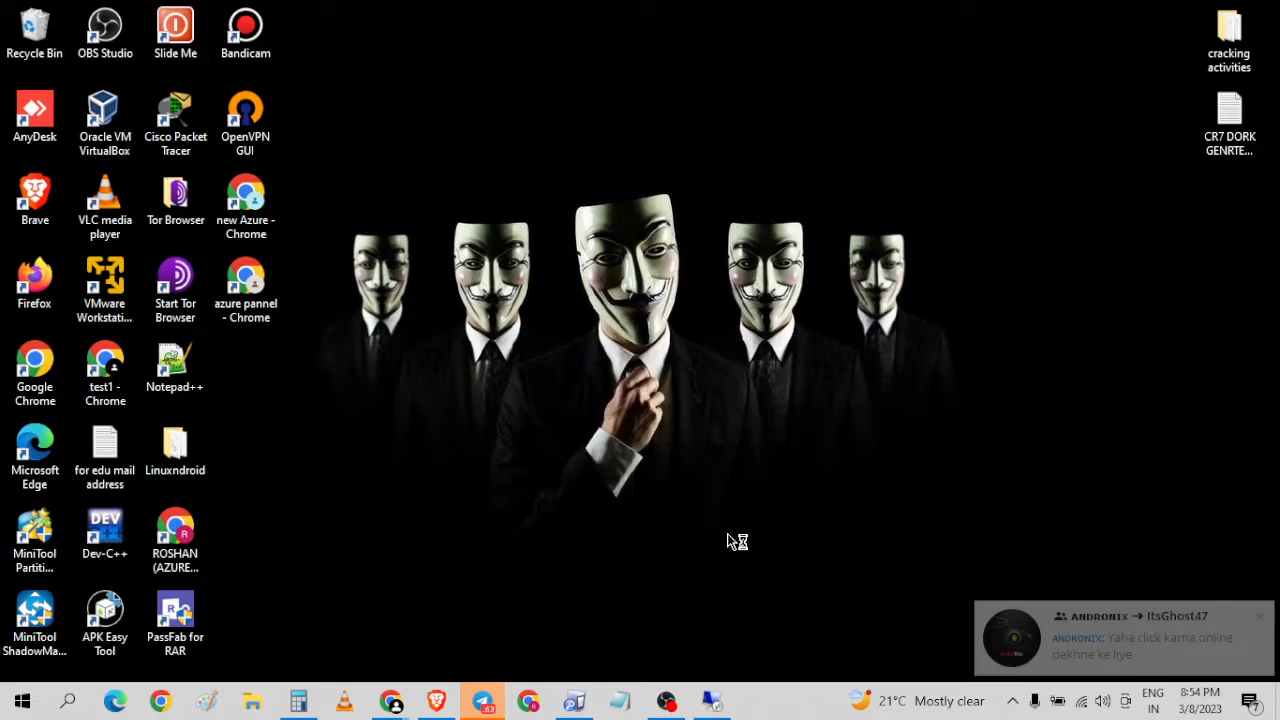 Recycle Bin
OBS Studio
Slide Me
Bandicam
cracking
activities
AnyDesk
Oracle VM
VirtualBox
Cisco Packet
Tracer
OpenVPN
GUI
CR7 DORK
GENRTE...
Brave
VLC media
player
Tor Browser
new Azure -
Chrome
Firefox
VMware
Workstati...
Start Tor
Browser
azure pannel
- Chrome
Google
Chrome
test1 -
Chrome
Notepad++
Microsoft
Edge
for edu mail
address
Linuxndroid
MiniTool
Partiti...
DEV
Dev-C++
R
ROSHAN
(AZURE...
MiniTool
ShadowMa...
APK Easy
Tool
R
PassFab for
RAR
ANDRONIX → ItsGhost47
ANDRONIX: Yaha click karna online
dekhne ke liye
63
21°C Mostly clear
ENG
IN
8:54 PM
3/8/2023
7